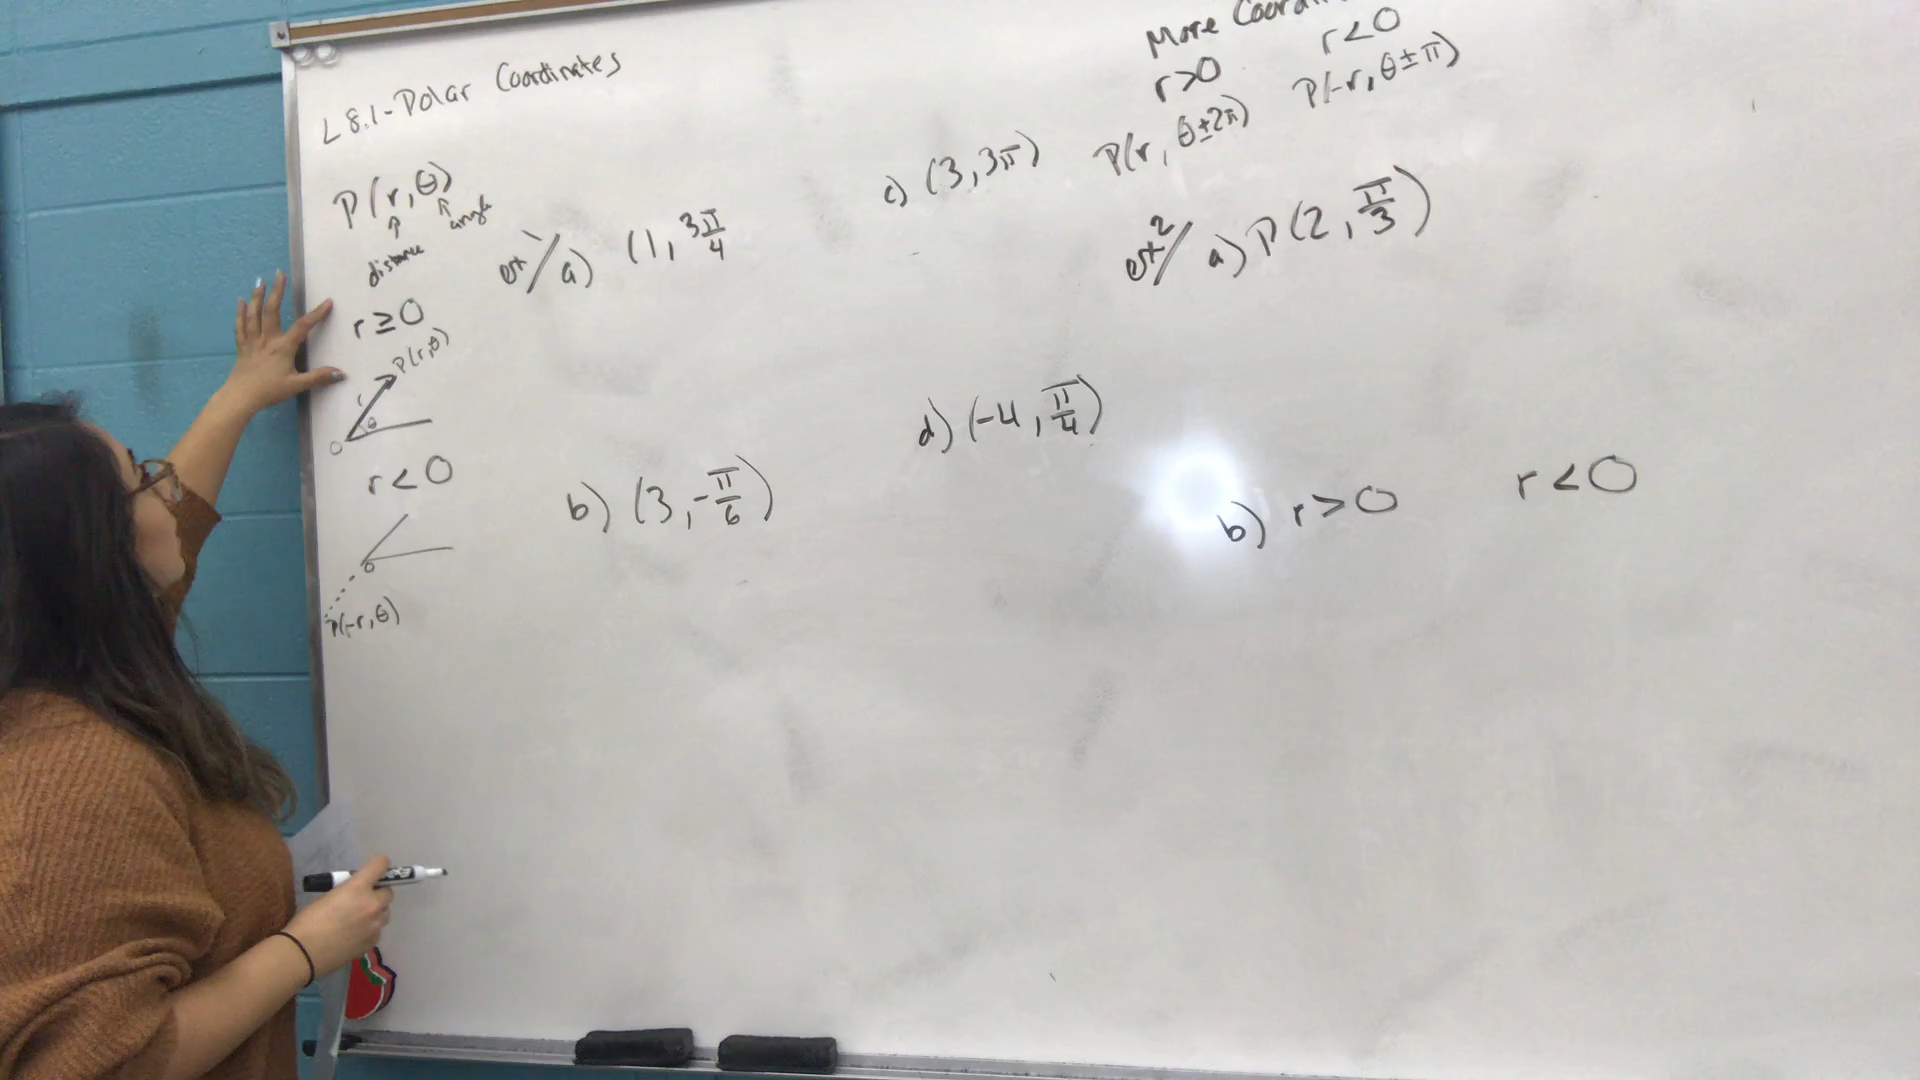 L 8.1 - Polar Coordinates
P(r, θ)
distance
angle
r ≥ 0
P(r, θ)
r
θ
O
r < 0
θ
P(-r, θ)
ex 1/ a) (1, 3π/4
b) (3, -π/6)
c) (3, 3π)
d) (-4, π/4)
More
r > 0
r < 0
P(r, θ ± 2π)
P(-r, θ ± π)
ex 2/ a) P(2, π/3)
b) r > 0
r < 0